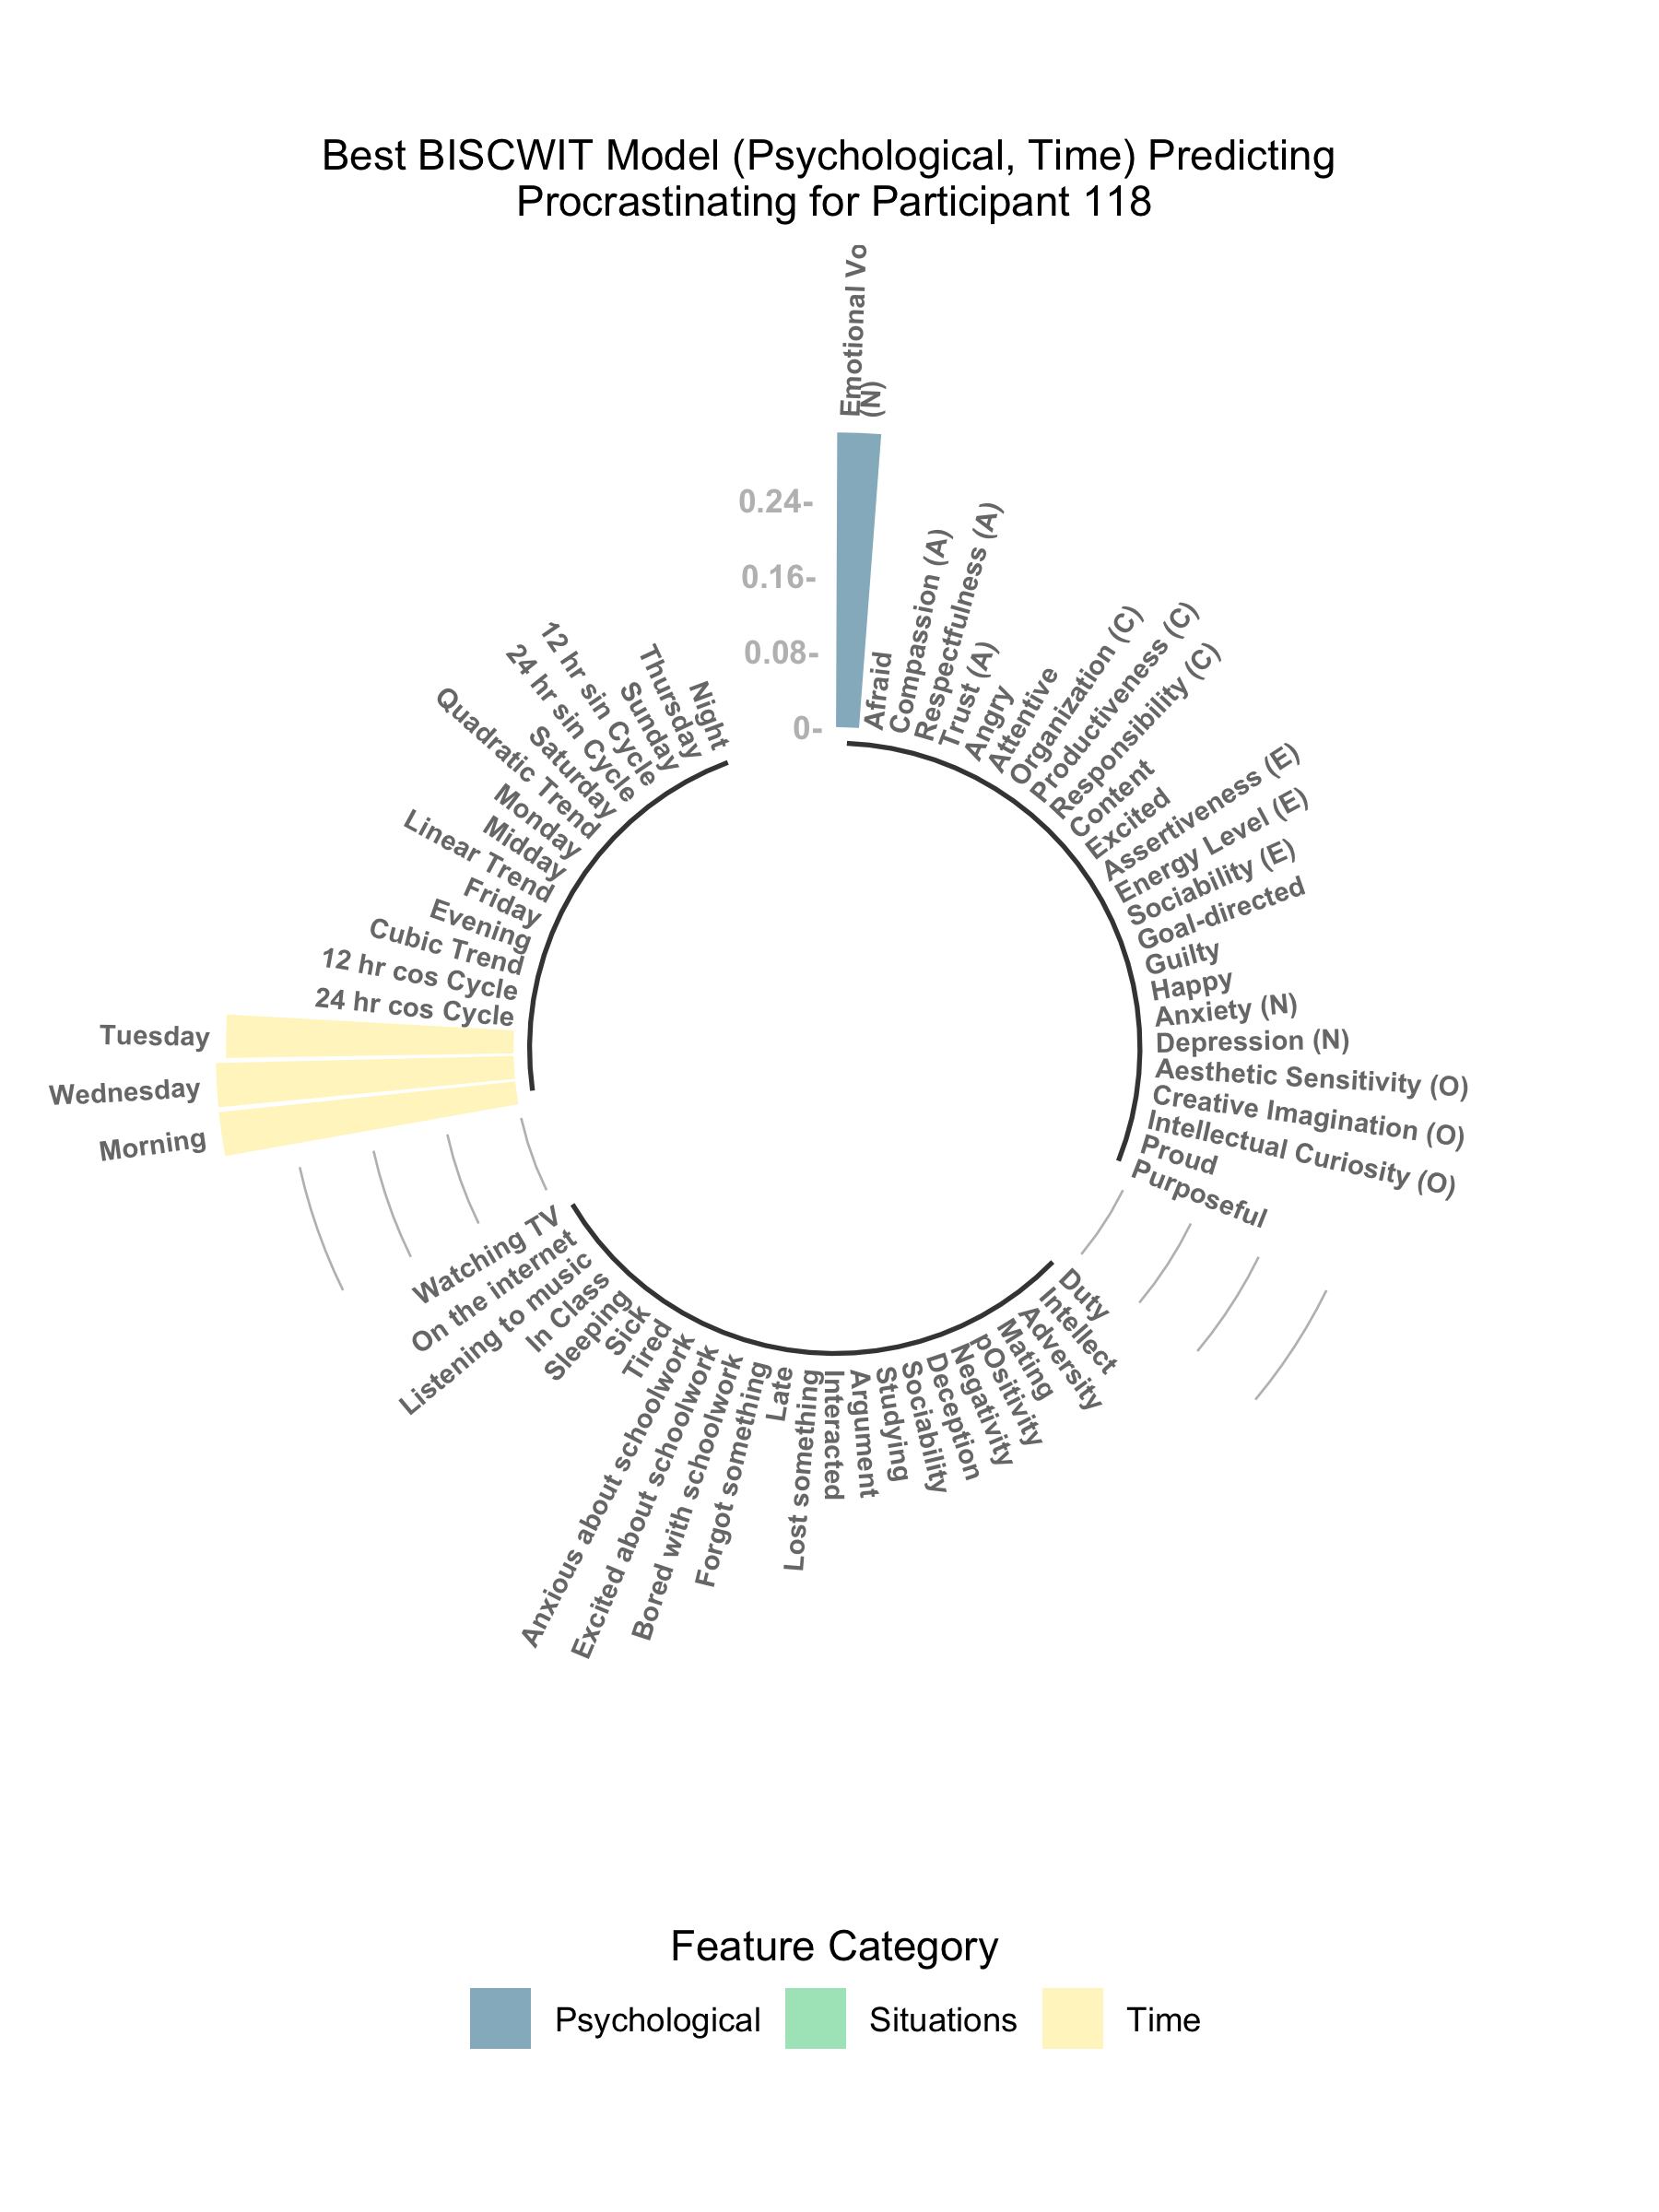 Best BISCWIT Model (Psychological, Time) Predicting
Procrastinating for Participant 118
0.24-
0.16-
0.08-
0-
Emotional Vo
(N)
Afraid
Compassion (A)
Respectfulness (A)
Trust (A)
Angry
Attentive
Organization (C)
Productiveness (C)
Responsibility (C)
Content
Excited
Assertiveness (E)
Energy Level (E)
Sociability (E)
Goal-directed
Guilty
Happy
Anxiety (N)
Depression (N)
Aesthetic Sensitivity (O)
Creative Imagination (O)
Intellectual Curiosity (O)
Proud
Purposeful
Duty
Intellect
Adversity
Mating
pOsitivity
Negativity
Deception
Sociability
Studying
Argument
Interacted
Lost something
Late
Forgot something
Bored with schoolwork
Excited about schoolwork
Anxious about schoolwork
Tired
Sick
Sleeping
In Class
Listening to music
On the internet
Watching TV
Morning
Wednesday
Tuesday
24 hr cos Cycle
12 hr cos Cycle
Cubic Trend
Evening
Friday
Linear Trend
Midday
Monday
Quadratic Trend
Saturday
24 hr sin Cycle
12 hr sin Cycle
Sunday
Thursday
Night
Feature Category
Psychological
Situations
Time